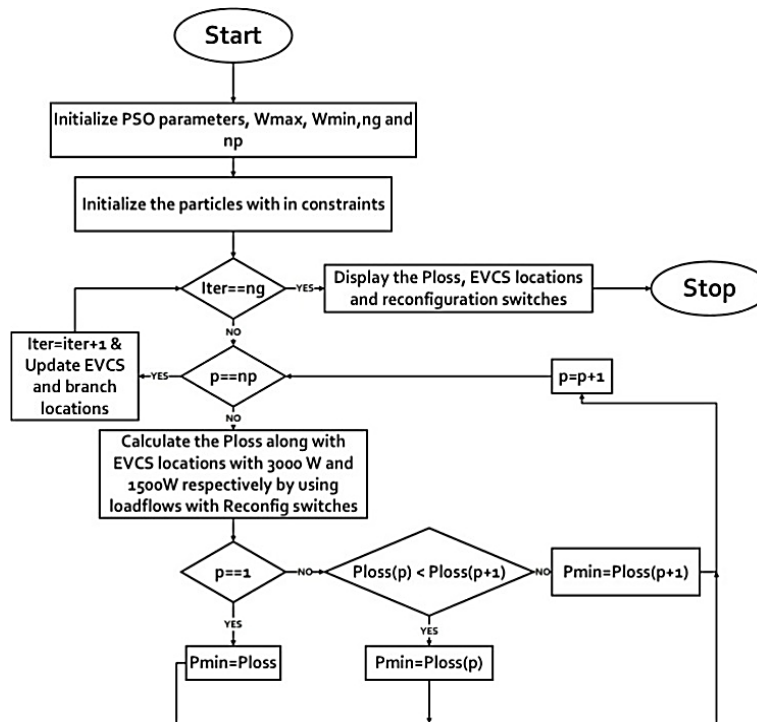 Start
Initialize PSO parameters, Wmax, Wmin,ng and
np
Initialize the particles with in constraints
Iter==ng
YES
Display the Ploss, EVCS locations
and reconfiguration switches
Stop
NO
Iter=iter+1 &
Update EVCS
and branch
locations
YES
p==np
p=p+1
NO
Calculate the Ploss along with
EVCS locations with 3000 W and
1500W respectively by using
loadflows with Reconfig switches
p==1
NO
Ploss(p) < Ploss(p+1)
NO
Pmin=Ploss(p+1)
YES
YES
Pmin=Ploss
Pmin=Ploss(p)